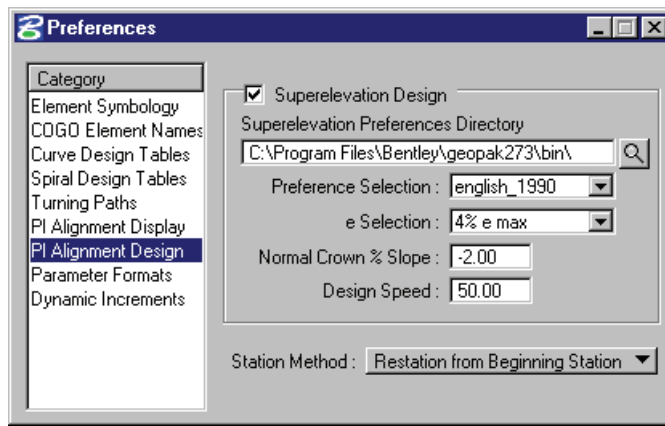 Preferences
Category
Element Symbology
COGO Element Names
Curve Design Tables
Spiral Design Tables
Turning Paths
PI Alignment Display
PI Alignment Design
Parameter Formats
Dynamic Increments
Superelevation Design
Superelevation Preferences Directory
C:\Program Files\Bentley\geopak273\bin\
Preference Selection : english_1990
e Selection : 4% e max
Normal Crown % Slope : -2.00
Design Speed : 50.00
Station Method : Restation from Beginning Station